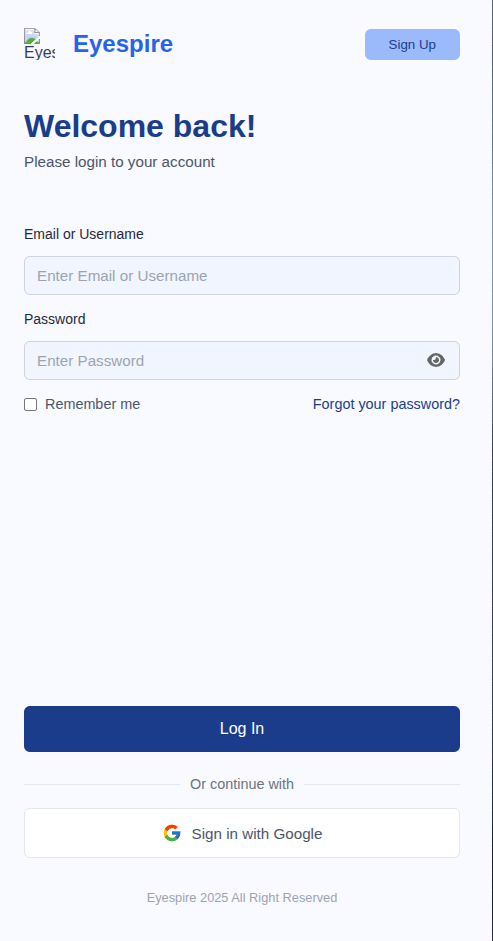 Eyes
Eyespire
Sign Up
Welcome back!
Please login to your account
Email or Username
Enter Email or Username
Password
Enter Password
Remember me
Forgot your password?
Log In
Or continue with
Sign in with Google
Eyespire 2025 All Right Reserved